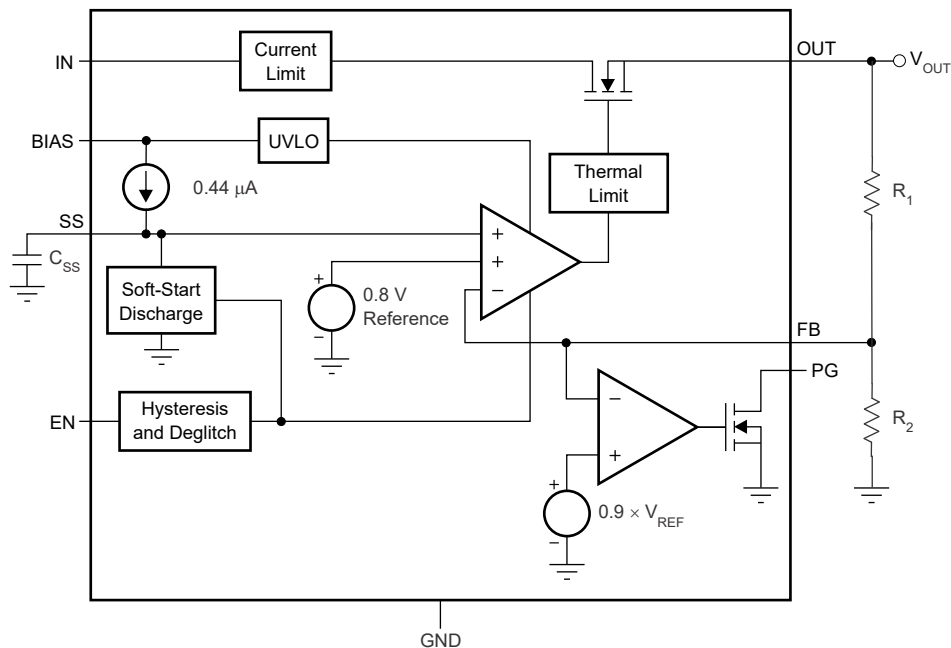 Current
Limit
IN
OUT
V_OUT
BIAS
UVLO
0.44 μA
Thermal
Limit
R_1
SS
C_SS
+
+
−
+
−
0.8 V
Reference
Soft-Start
Discharge
FB
PG
EN
Hysteresis
and Deglitch
−
+
R_2
+
−
0.9 × V_REF
GND